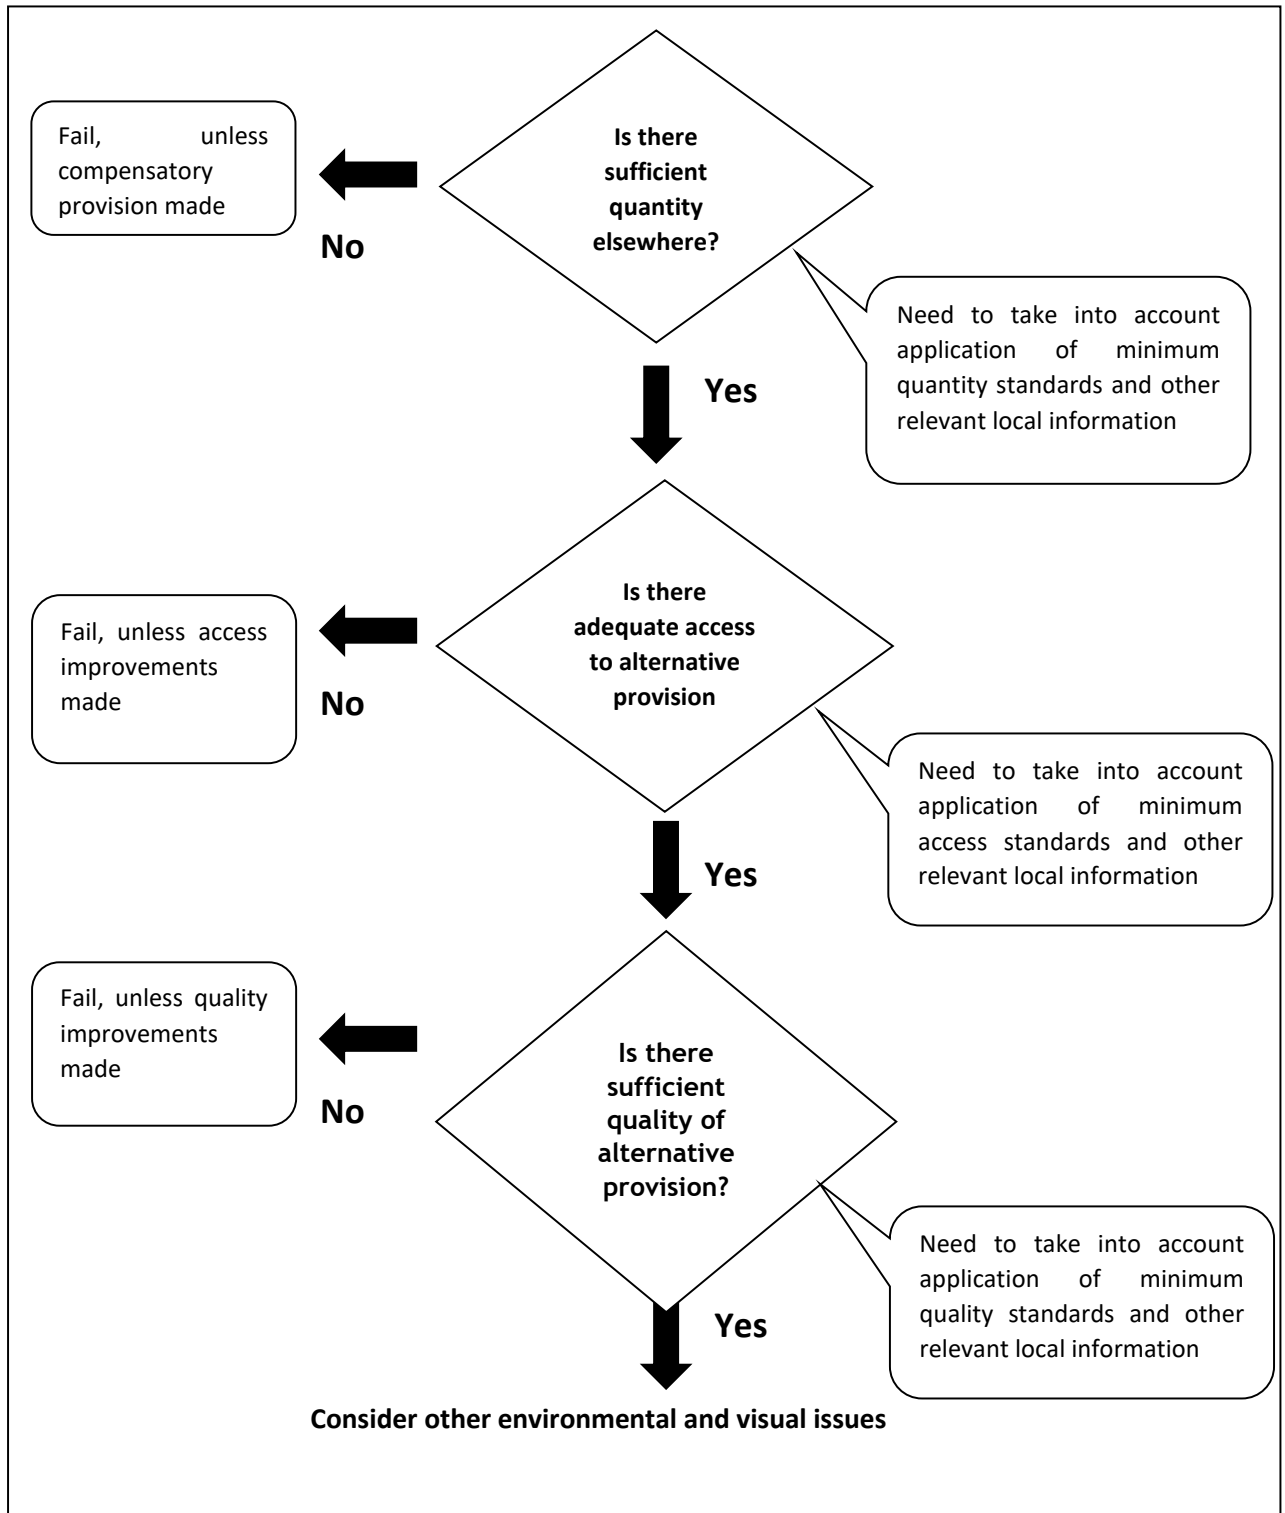 Is there
sufficient
quantity
elsewhere?
Fail, unless
compensatory
provision made
No
Need to take into account
application of minimum
quantity standards and other
relevant local information
Yes
Is there
adequate access
to alternative
provision
Fail, unless access
improvements
made
No
Need to take into account
application of minimum
access standards and other
relevant local information
Yes
Is there
sufficient
quality of
alternative
provision?
Fail, unless quality
improvements
made
No
Need to take into account
application of minimum
quality standards and other
relevant local information
Yes
Consider other environmental and visual issues